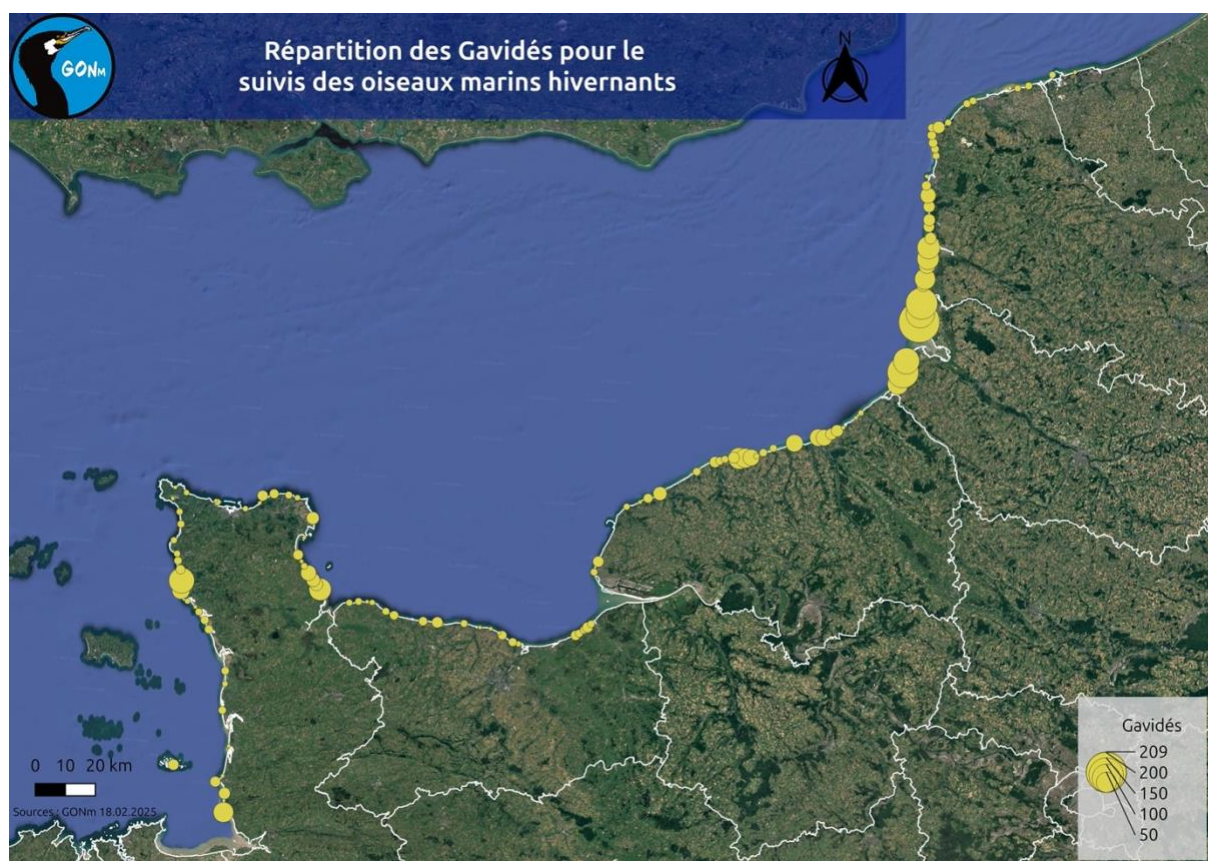 GONm
Répartition des Gavidés pour le
suivis des oiseaux marins hivernants
N
0 10 20 km
Sources : GONm 18.02.2025
Gavidés
209
200
150
100
50